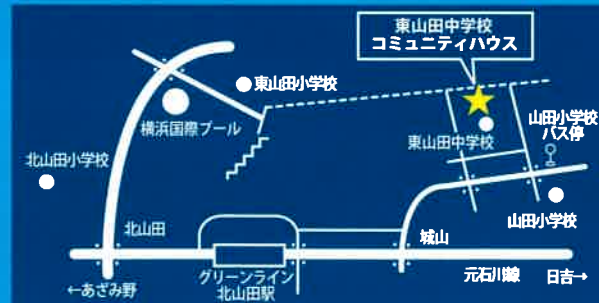 東山田中学校
コミュニティハウス
東山田小学校
横浜国際プール
山田小学校
バス停
東山田中学校
北山田小学校
山田小学校
北山田
城山
グリーンライン
北山田駅
元石川線
日吉→
←あざみ野